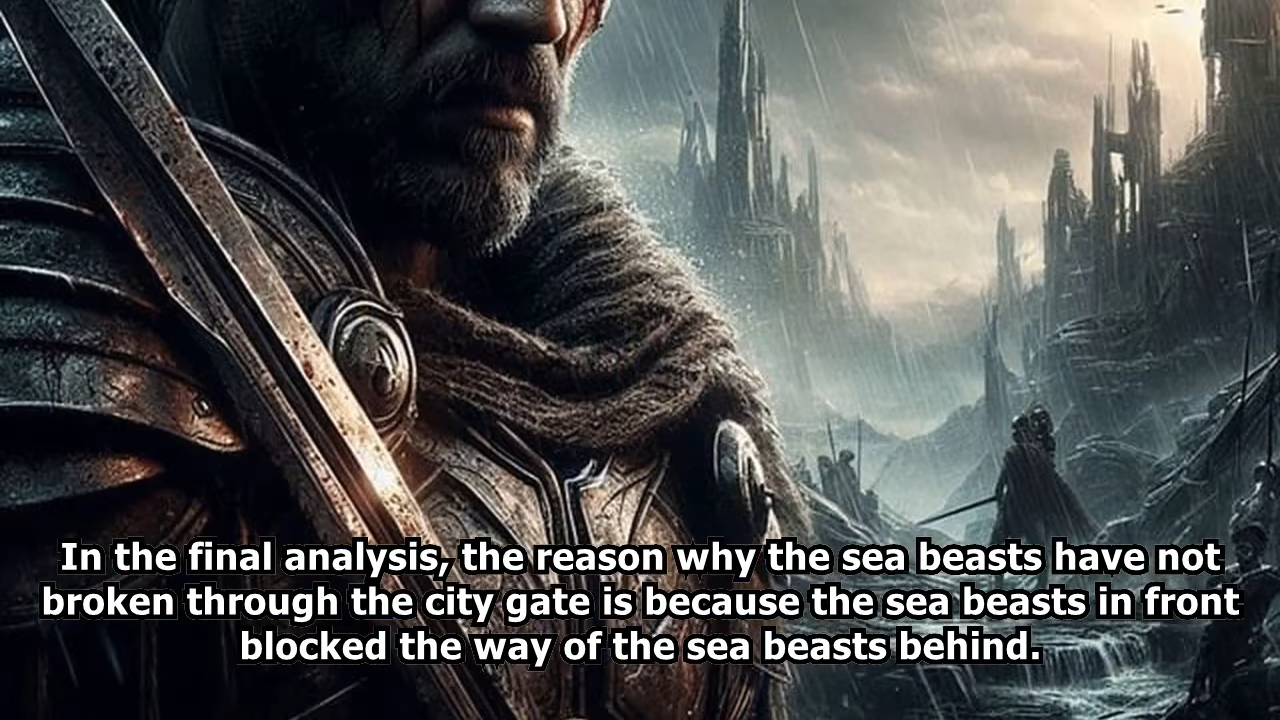 In the final analysis, the reason why the sea beasts have not
broken through the city gate is because the sea beasts in front
blocked the way of the sea beasts behind.